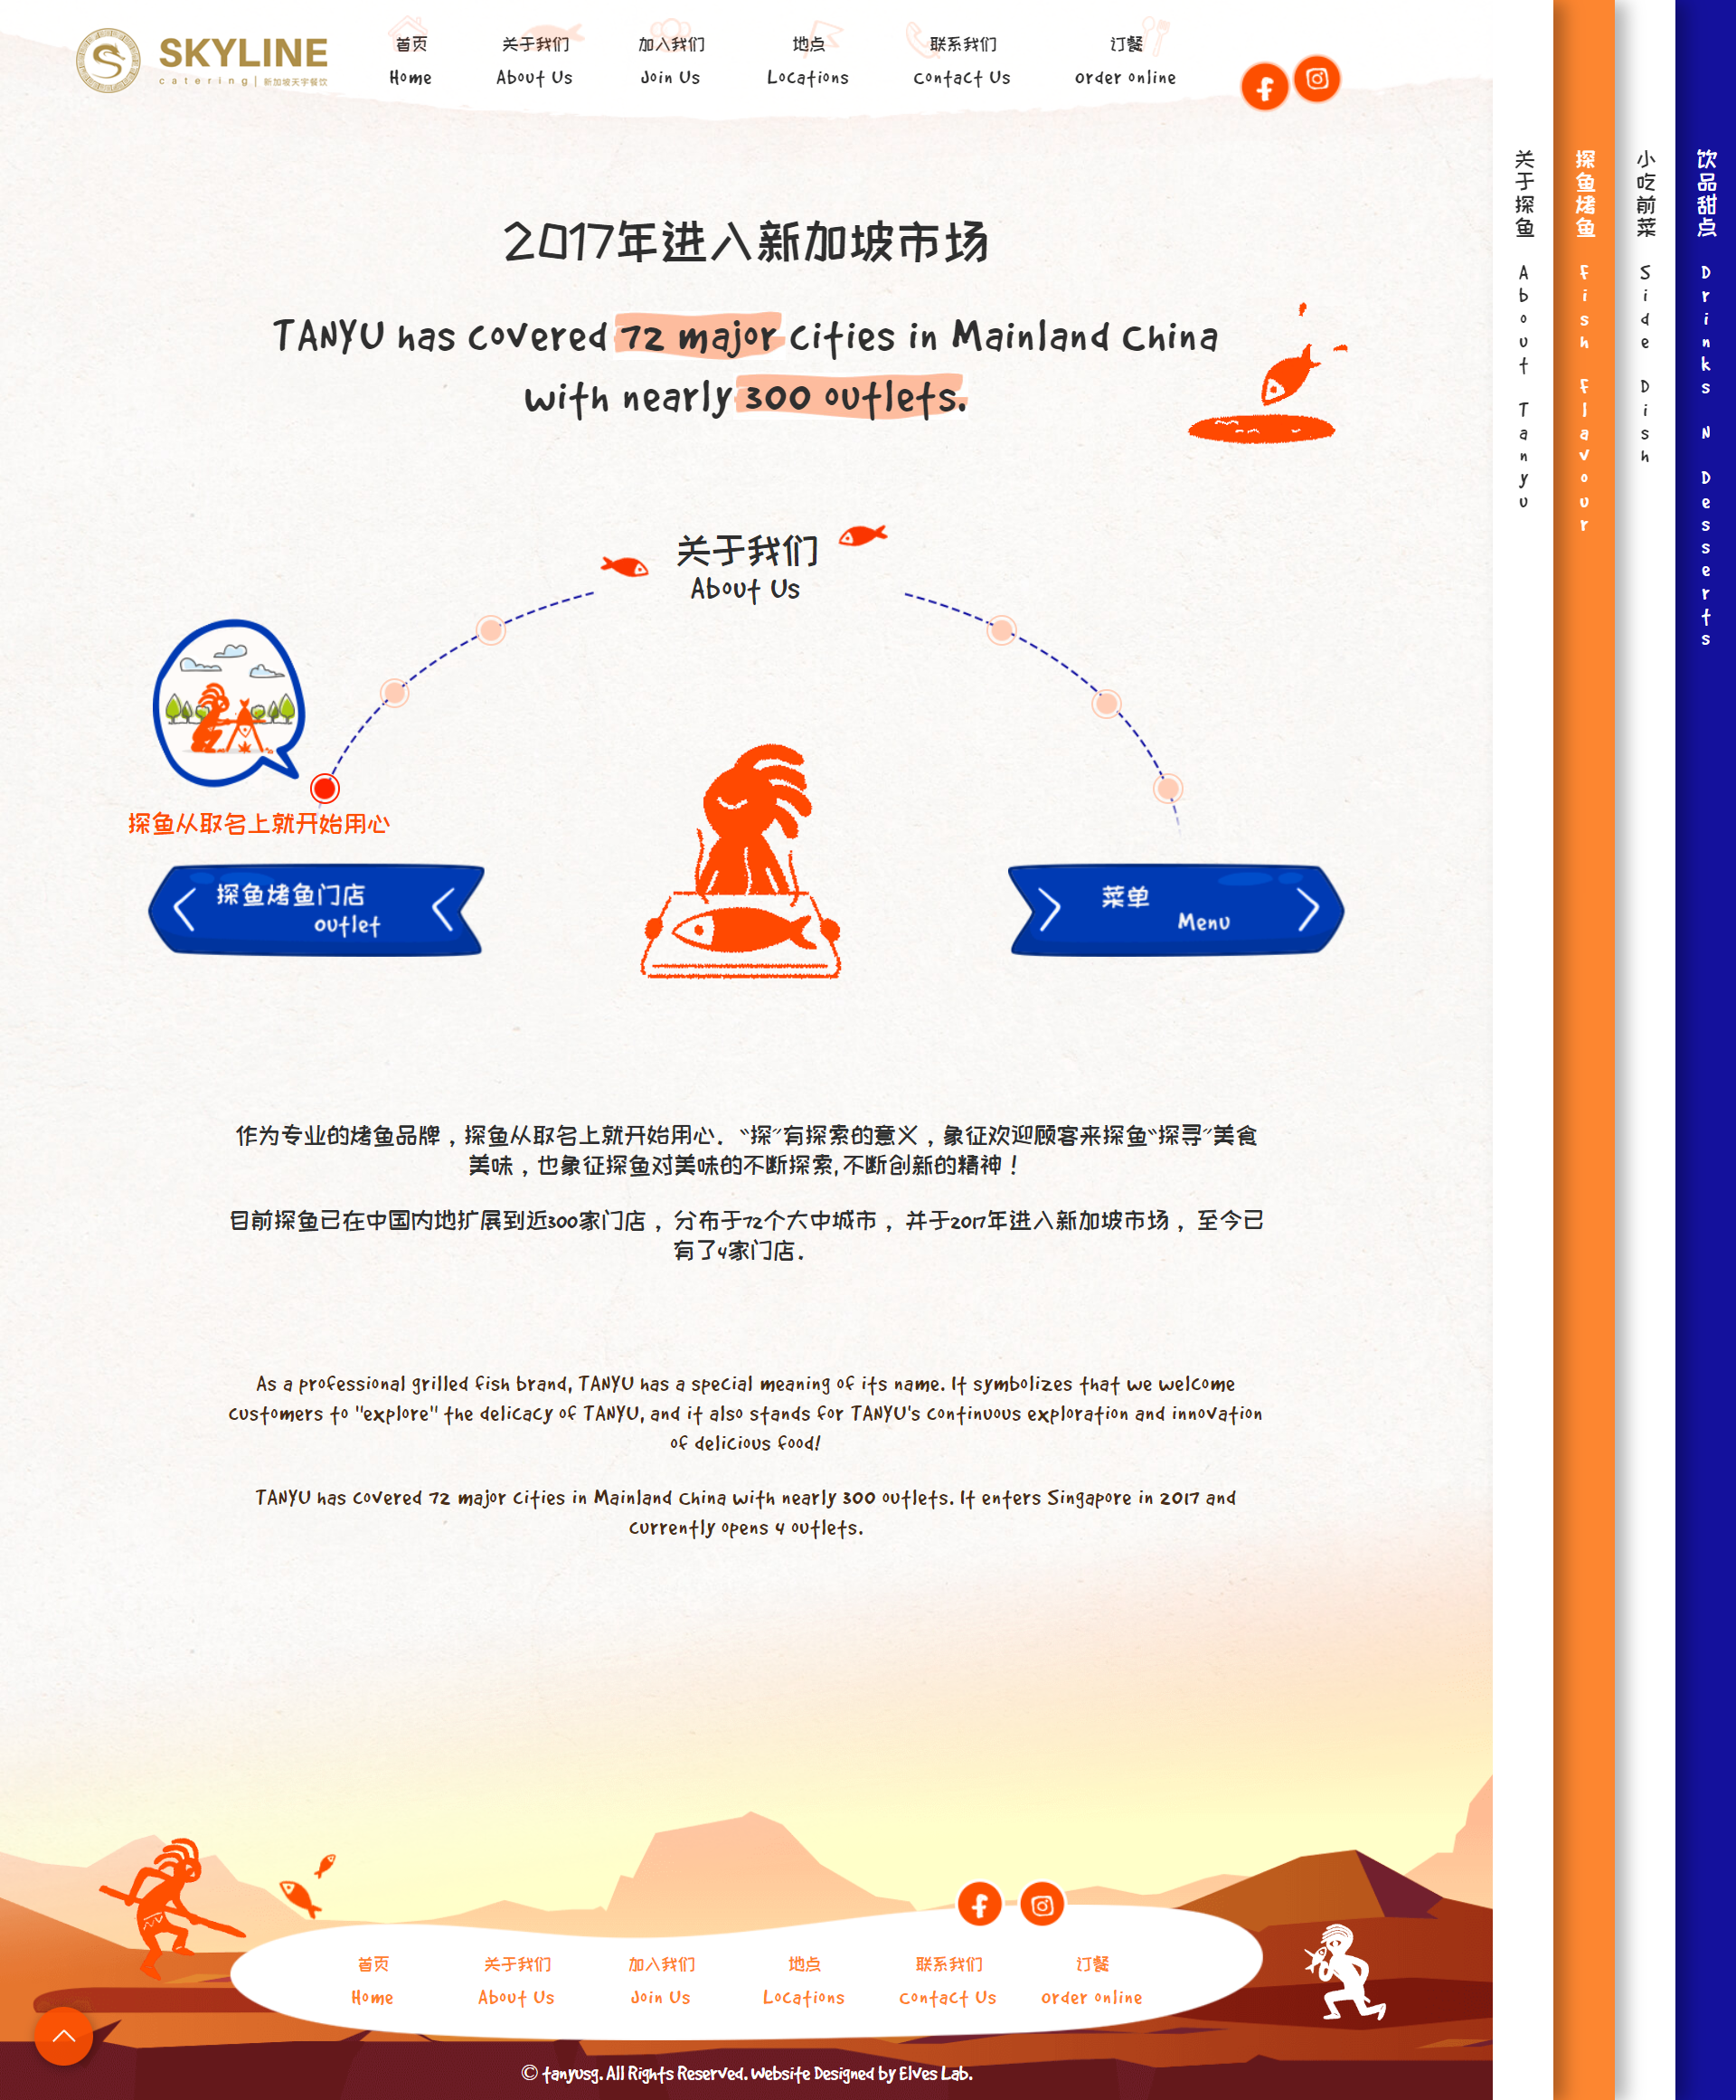 SKYLINE
catering | 新加坡天宇餐饮
首页
Home
关于我们
About Us
加入我们
Join Us
地点
Locations
联系我们
Contact Us
订餐
Order online
2017年进入新加坡市场
TANYU has covered 72 major cities in Mainland China
with nearly 300 outlets.
关于我们
About Us
探鱼从取名上就开始用心
探鱼烤鱼门店
outlet
菜单
Menu
作为专业的烤鱼品牌，探鱼从取名上就开始用心. “探”有探索的意义，象征欢迎顾客来探鱼“探寻”美食
美味，也象征探鱼对美味的不断探索,不断创新的精神！
目前探鱼已在中国内地扩展到近300家门店，分布于72个大中城市，并于2017年进入新加坡市场，至今已
有了4家门店.
As a professional grilled fish brand, TANYU has a special meaning of its name. It symbolizes that we welcome
customers to "explore" the delicacy of TANYU, and it also stands for TANYU's continuous exploration and innovation
of delicious food!
TANYU has covered 72 major cities in Mainland China with nearly 300 outlets. It enters Singapore in 2017 and
currently opens 4 outlets.
首页
Home
关于我们
About Us
加入我们
Join Us
地点
Locations
联系我们
Contact Us
订餐
Order online
© tanyusg. All Rights Reserved. Website Designed by Elves Lab.
关于探鱼 About Tanyu
探鱼烤鱼 Fish Flavour
小吃前菜 Side Dish
饮品甜点 Drinks N Desserts